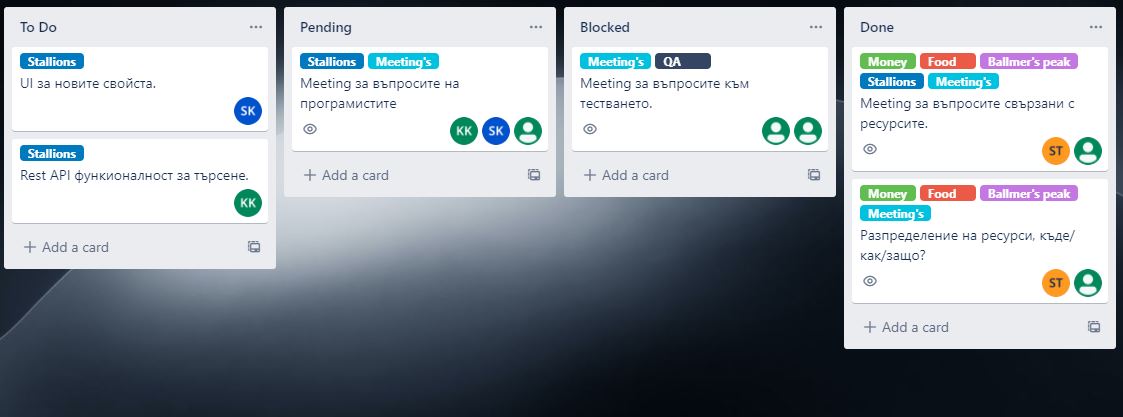 To Do
Stallions
UI за новите свойста.
SK
Stallions
Rest API функионалност за търсене.
KK
Add a card
Pending
Stallions Meeting's
Meeting за въпросите на
програмистите
KK SK
Add a card
Blocked
Meeting's QA
Meeting за въпросите към
тестването.
Add a card
Done
Money Food Ballmer's peak
Stallions Meeting's
Meeting за въпросите свързани с
ресурсите.
ST
Money Food Ballmer's peak
Meeting's
Разпределение на ресурси, къде/
как/защо?
ST
Add a card